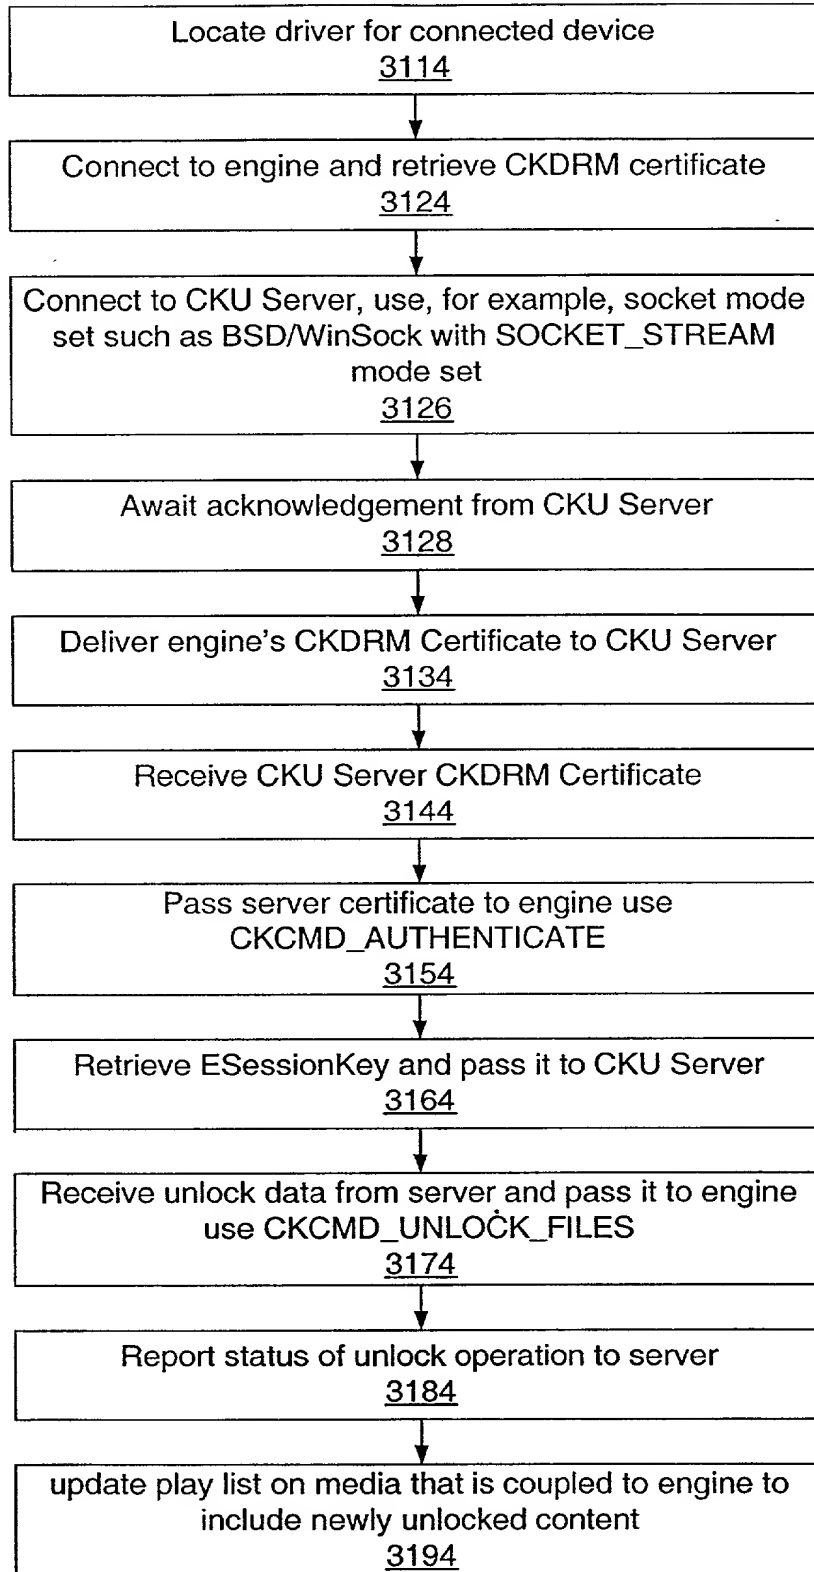 Locate driver for connected device
3114
Connect to engine and retrieve CKDRM certificate
3124
Connect to CKU Server, use, for example, socket mode
set such as BSD/WinSock with SOCKET_STREAM
mode set
3126
Await acknowledgement from CKU Server
3128
Deliver engine's CKDRM Certificate to CKU Server
3134
Receive CKU Server CKDRM Certificate
3144
Pass server certificate to engine use
CKCMD_AUTHENTICATE
3154
Retrieve ESessionKey and pass it to CKU Server
3164
Receive unlock data from server and pass it to engine
use CKCMD_UNLOCK_FILES
3174
Report status of unlock operation to server
3184
update play list on media that is coupled to engine to
include newly unlocked content
3194